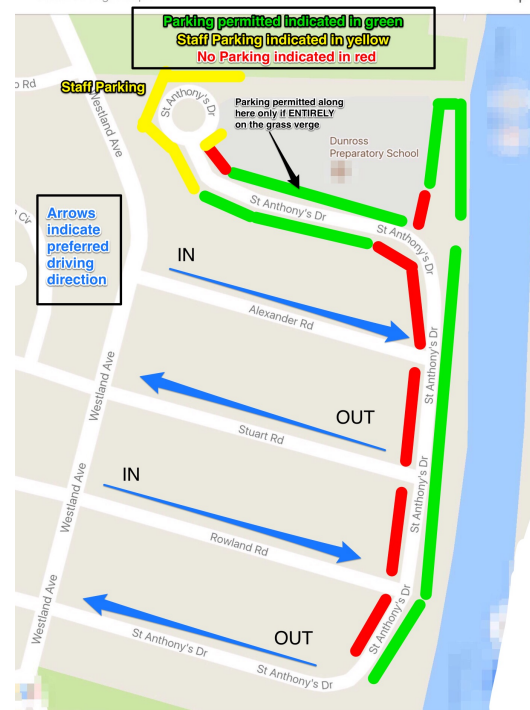 Parking permitted indicated in green
Staff Parking indicated in yellow
No Parking indicated in red
Rd
Staff Parking
St Anthony's Dr
Westland Ave
Parking permitted along
here only if ENTIRELY
on the grass verge
Dunross
Preparatory School
Arrows
indicate
preferred
driving
direction
St Anthony's Dr
St Anthony's Dr
IN
Alexander Rd
St Anthony's Dr
Westland Ave
OUT
Stuart Rd
IN
St Anthony's Dr
Rowland Rd
Westland Ave
St Anthony's Dr
OUT
St Anthony's Dr
St Anthony's Dr